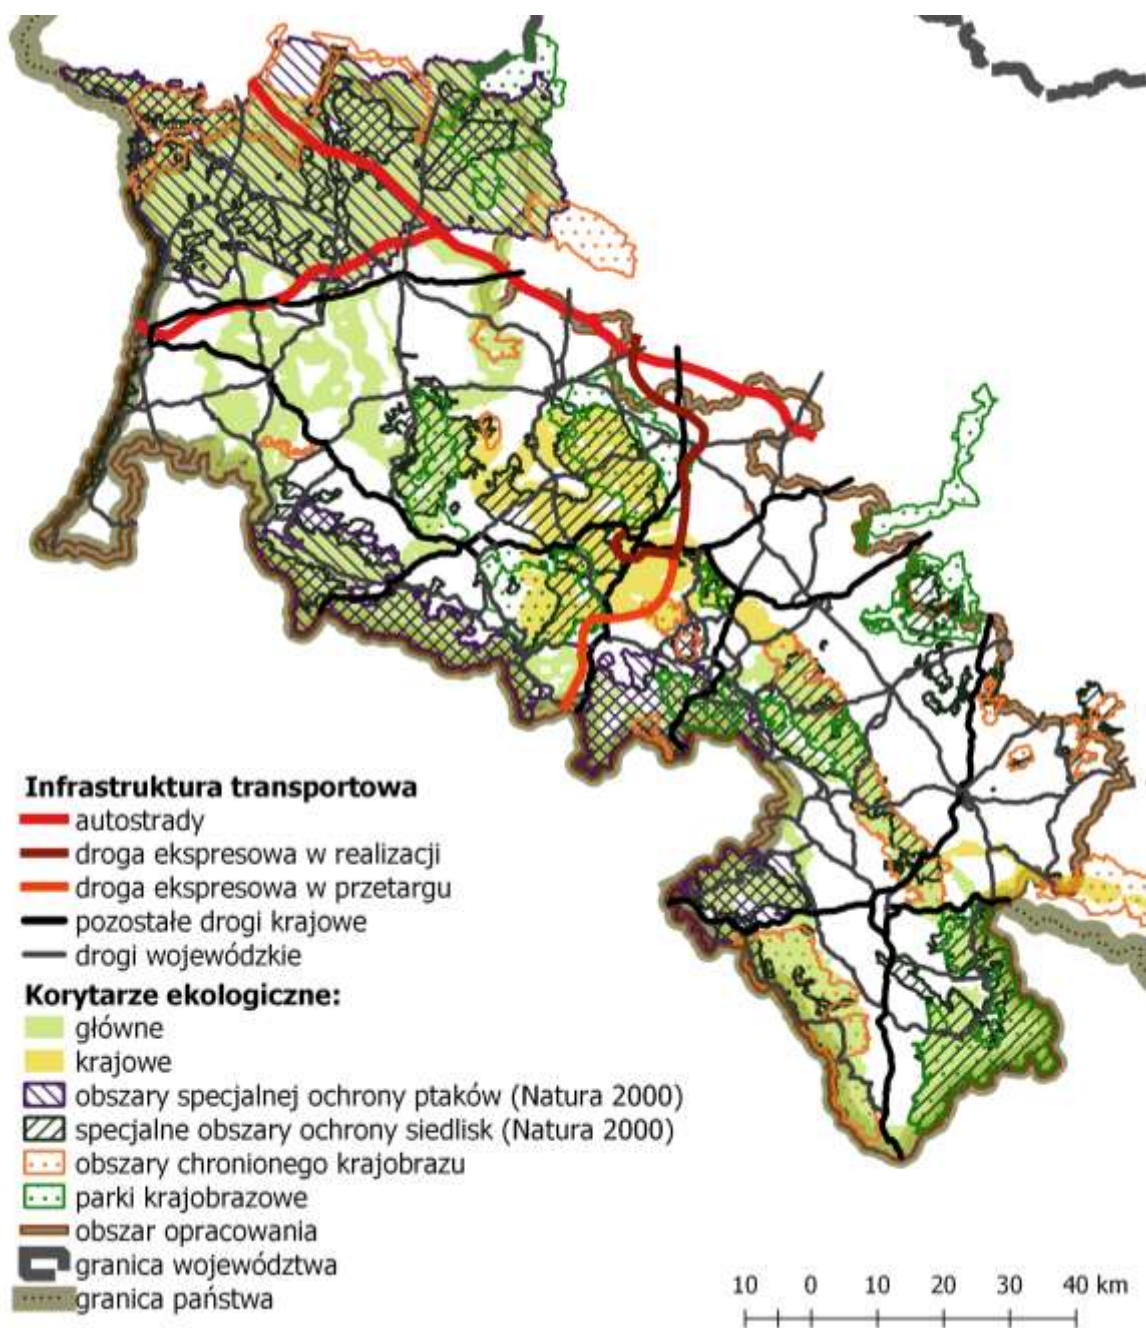 Infrastruktura transportowa
autostrady
droga ekspresowa w realizacji
droga ekspresowa w przetargu
pozostałe drogi krajowe
drogi wojewódzkie
Korytarze ekologiczne:
główne
krajowe
obszary specjalnej ochrony ptaków (Natura 2000)
specjalne obszary ochrony siedlisk (Natura 2000)
obszary chronionego krajobrazu
parki krajobrazowe
obszar opracowania
granica województwa
granica państwa
10 0 10 20 30 40 km